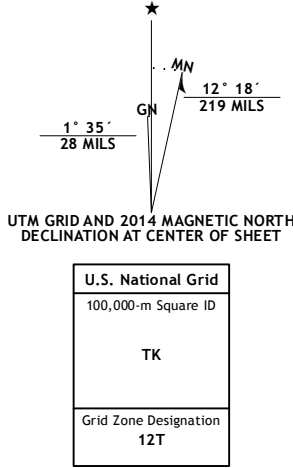 ★
MN
GN
12° 18´
219 MILS
1° 35´
28 MILS
UTM GRID AND 2014 MAGNETIC NORTH
DECLINATION AT CENTER OF SHEET
U.S. National Grid
100,000-m Square ID
TK
Grid Zone Designation
12T